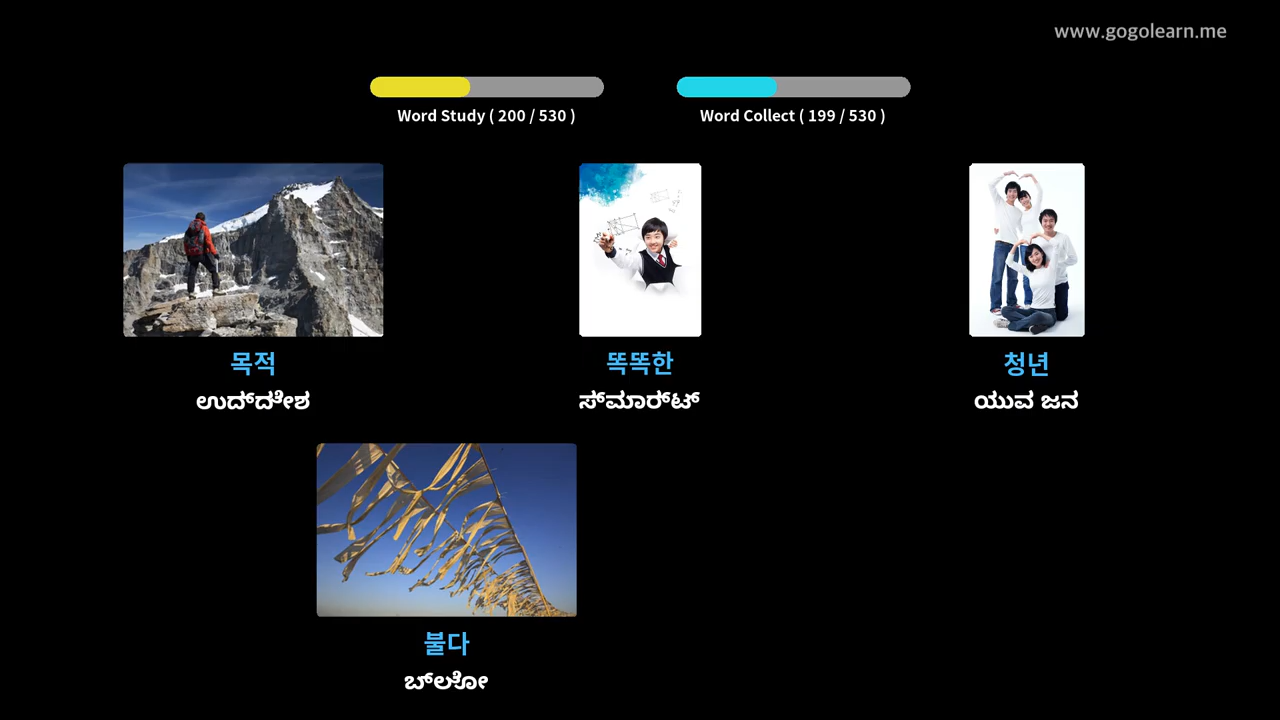 www.gogolearn.me
Word Study ( 200 / 530 )
Word Collect ( 199 / 530 )
목적
똑똑한
청년
ಉದ್‌ದೇಶ
ಸ್‌ಮಾರ್‌ಟ್
ಯುವ ಜನ
불다
ಬ್‌ಲೋ